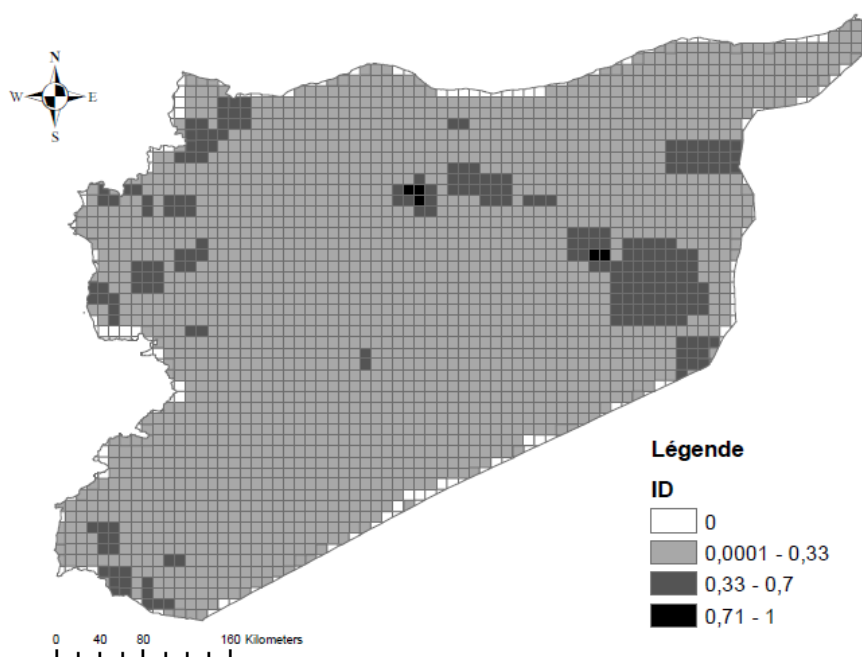 N
W E
S
Légende
ID
0
0,0001 - 0,33
0,33 - 0,7
0,71 - 1
0 40 80 160 Kilometers